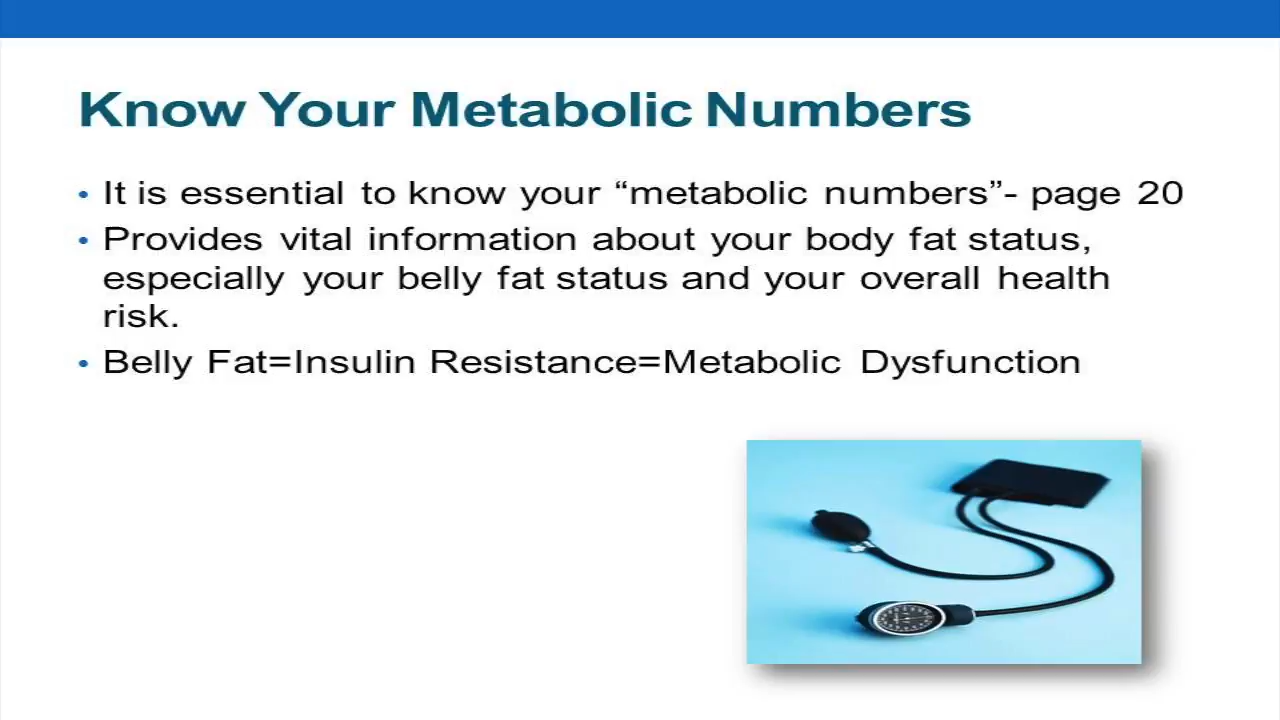 Know Your Metabolic Numbers
• It is essential to know your “metabolic numbers”- page 20
• Provides vital information about your body fat status,
especially your belly fat status and your overall health
risk.
• Belly Fat=Insulin Resistance=Metabolic Dysfunction